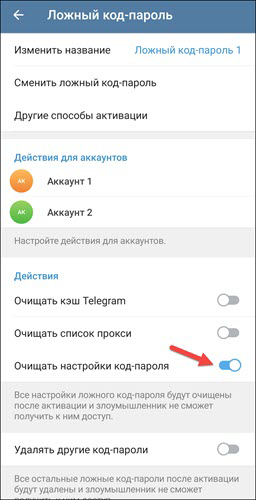 Ложный код-пароль
Изменить название Ложный код-пароль 1
Сменить ложный код-пароль
Другие способы активации
Действия для аккаунтов
АК Аккаунт 1
АК Аккаунт 2
Настройте действия для аккаунтов.
Действия
Очищать кэш Telegram
Очищать список прокси
Очищать настройки код-пароля
Все настройки ложного код-пароля будут очищены
после активации и злоумышленник не сможет
получить к ним доступ.
Удалять другие код-пароли
Все остальные ложные код-пароли после активации
будут удалены и злоумышленник не сможет
получить к ним доступ.